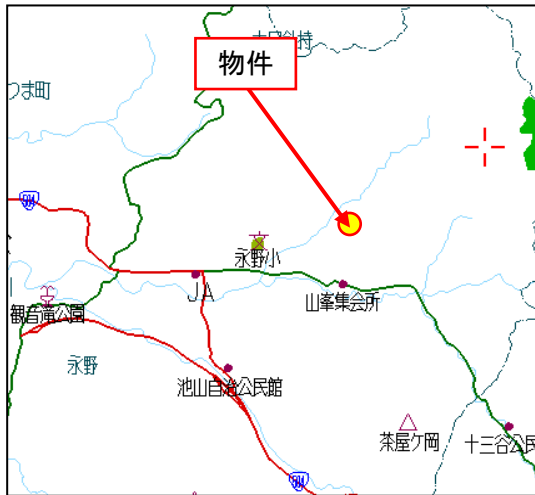 物件
つま町
永野小
JA
山峯集会所
観音滝公園
永野
池山自治公民館
茶屋ケ岡
十三谷公民